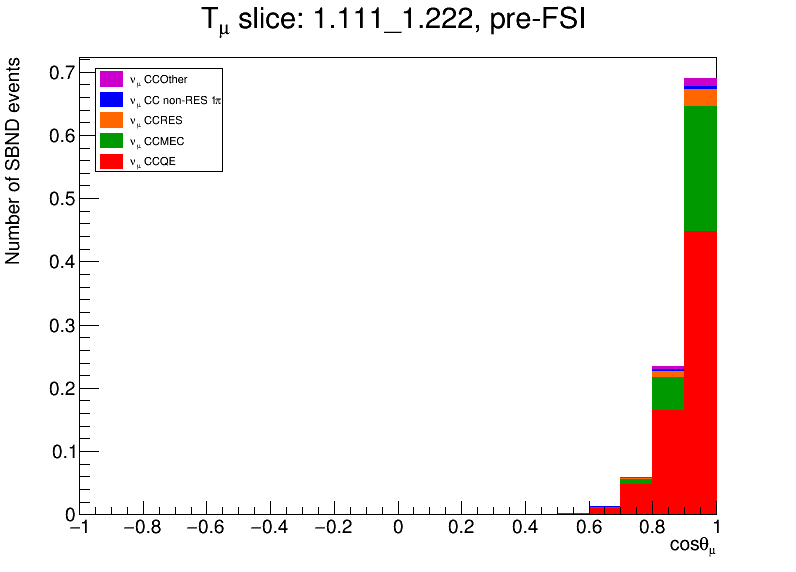 Tμ slice: 1.111_1.222, pre-FSI
Number of SBND events
νμ CCOther
νμ CC non-RES 1π
νμ CCRES
νμ CCMEC
νμ CCQE
0.7
0.6
0.5
0.4
0.3
0.2
0.1
0
−1 −0.8 −0.6 −0.4 −0.2 0 0.2 0.4 0.6 0.8 1
cosθμ